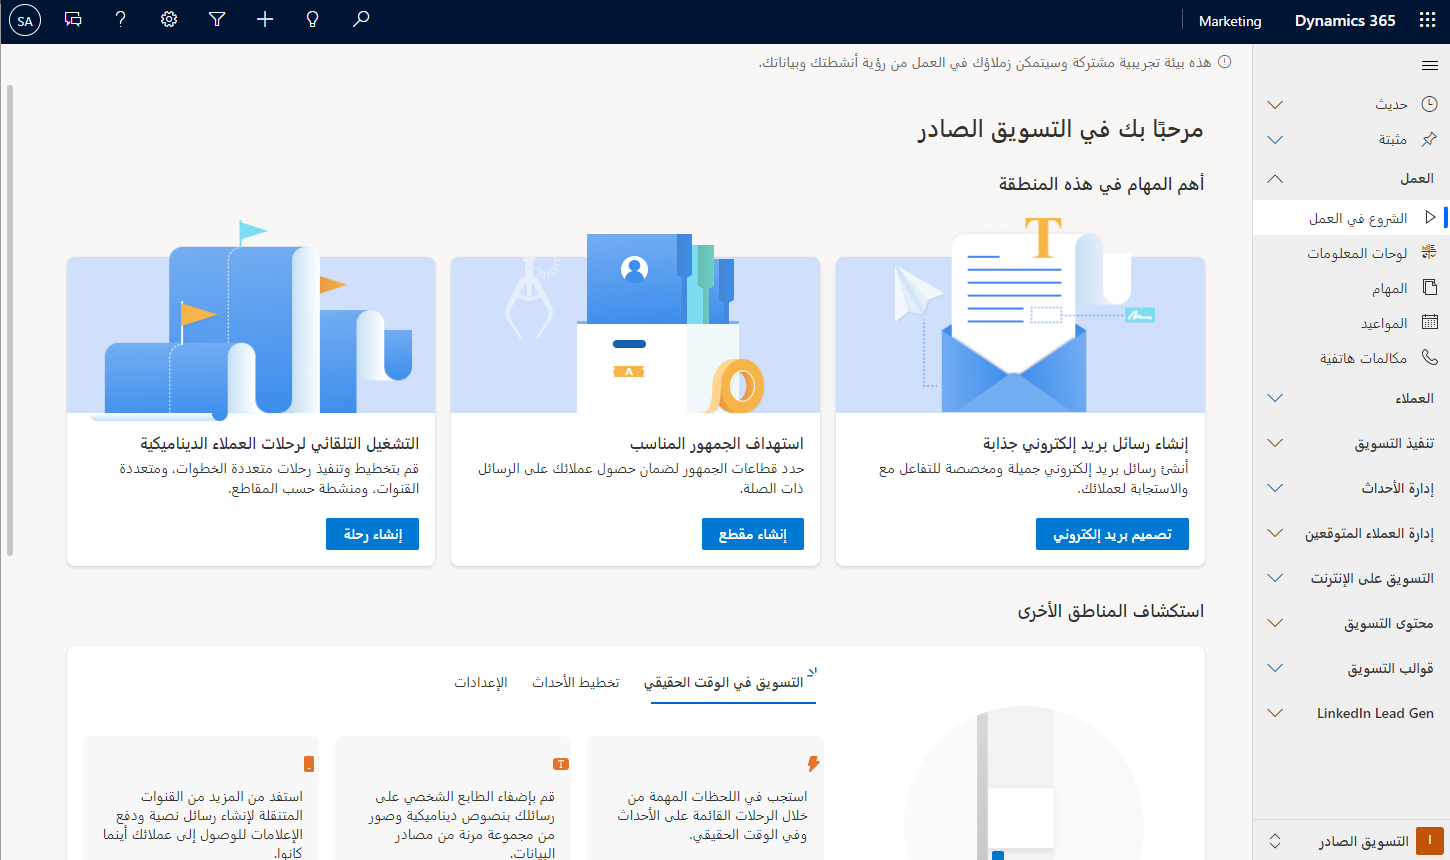 Dynamics 365
Marketing
SA
هذه بيئة تجريبية مشتركة وسيتمكن زملاؤك في العمل من رؤية أنشطتك وبياناتك.
حديث
مثبتة
العمل
الشروع في العمل
لوحات المعلومات
المهام
المواعيد
مكالمات هاتفية
العملاء
تنفيذ التسويق
إدارة الأحداث
إدارة العملاء المتوقعين
التسويق على الإنترنت
محتوى التسويق
قوالب التسويق
LinkedIn Lead Gen
ا
التسويق الصادر
مرحبًا بك في التسويق الصادر
أهم المهام في هذه المنطقة
T
إنشاء رسائل بريد إلكتروني جذابة
أنشئ رسائل بريد إلكتروني جميلة ومخصصة للتفاعل مع
والاستجابة لعملائك.
تصميم بريد إلكتروني
A
استهداف الجمهور المناسب
حدد قطاعات الجمهور لضمان حصول عملائك على الرسائل
ذات الصلة.
إنشاء مقطع
التشغيل التلقائي لرحلات العملاء الديناميكية
قم بتخطيط وتنفيذ رحلات متعددة الخطوات، ومتعددة
القنوات، ومنشطة حسب المقاطع.
إنشاء رحلة
استكشاف المناطق الأخرى
التسويق في الوقت الحقيقي
تخطيط الأحداث
الإعدادات
استجب في اللحظات المهمة من
خلال الرحلات القائمة على الأحداث
وفي الوقت الحقيقي.
T
قم بإضفاء الطابع الشخصي على
رسائلك بنصوص ديناميكية وصور
من مجموعة مرنة من مصادر
البيانات.
استفد من المزيد من القنوات
المتنقلة لإنشاء رسائل نصية ودفع
الإعلامات للوصول إلى عملائك أينما
كانوا.